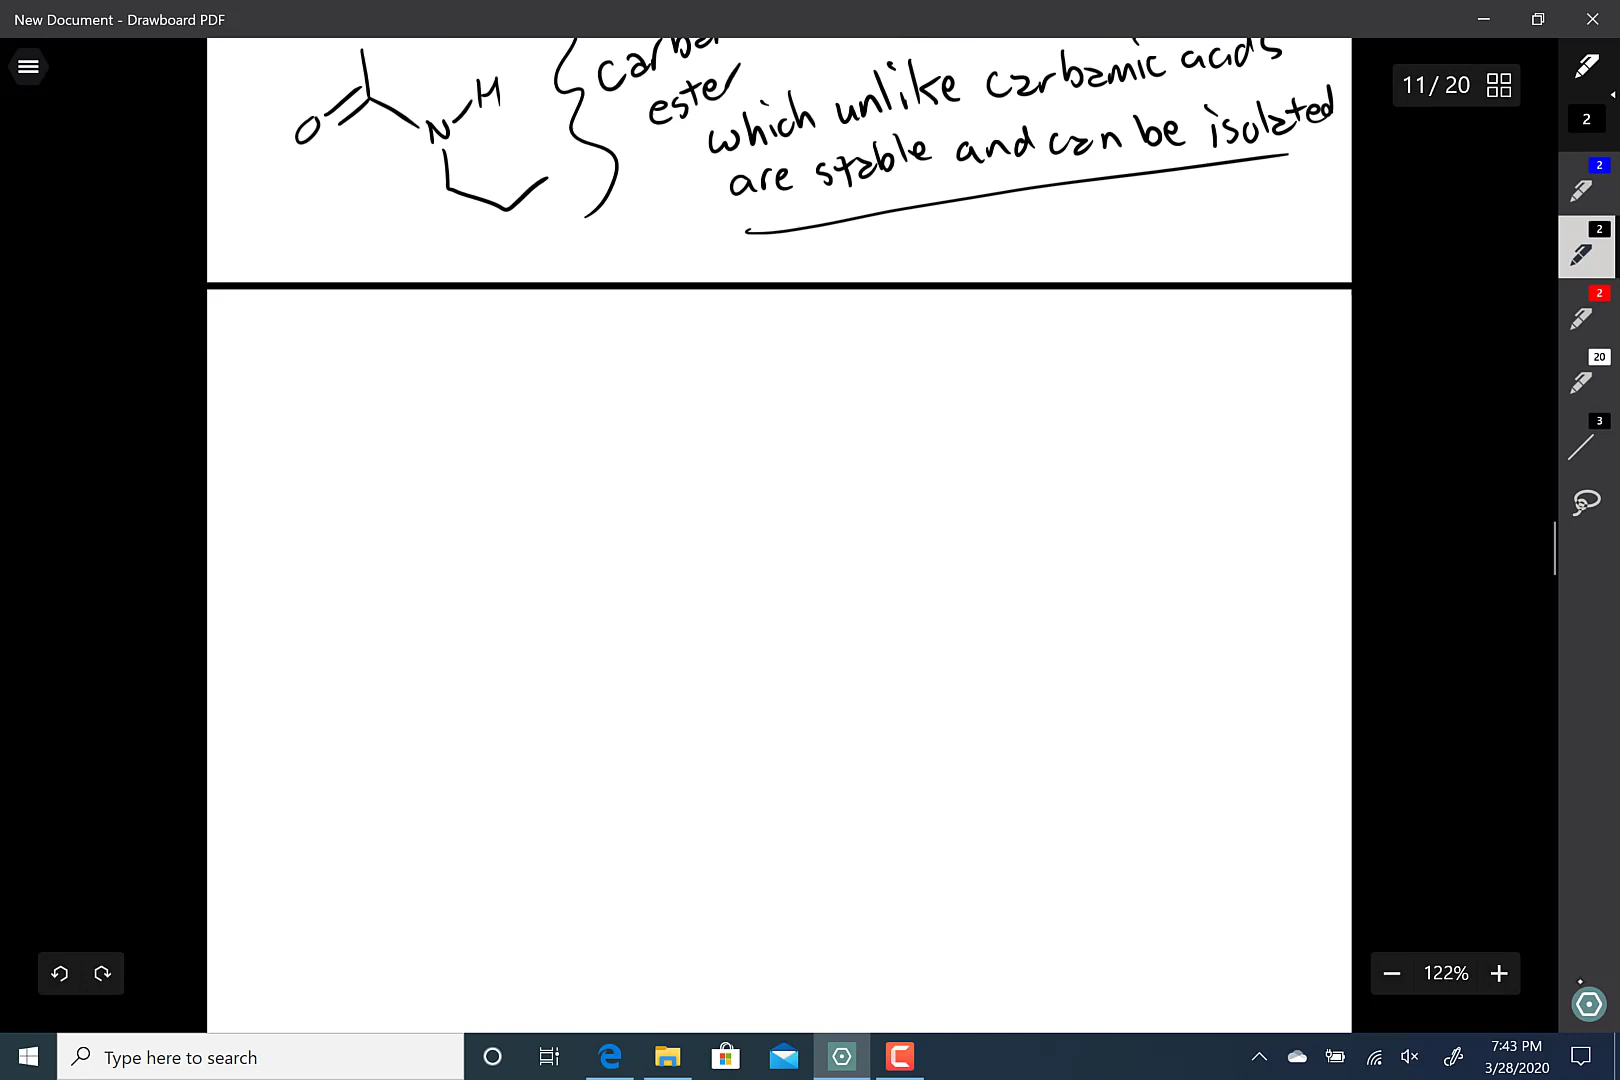 New Document - Drawboard PDF
11/ 20
ester
which unlike carbamic acids
are stable and can be isolated
O
N
H
2
2
2
2
20
3
122%
Type here to search
7:43 PM
3/28/2020